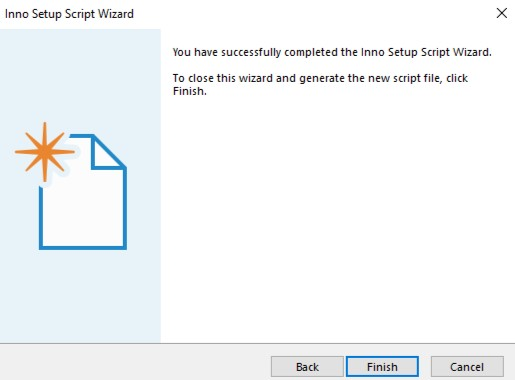 Inno Setup Script Wizard
You have successfully completed the Inno Setup Script Wizard.
To close this wizard and generate the new script file, click
Finish.
Back
Finish
Cancel